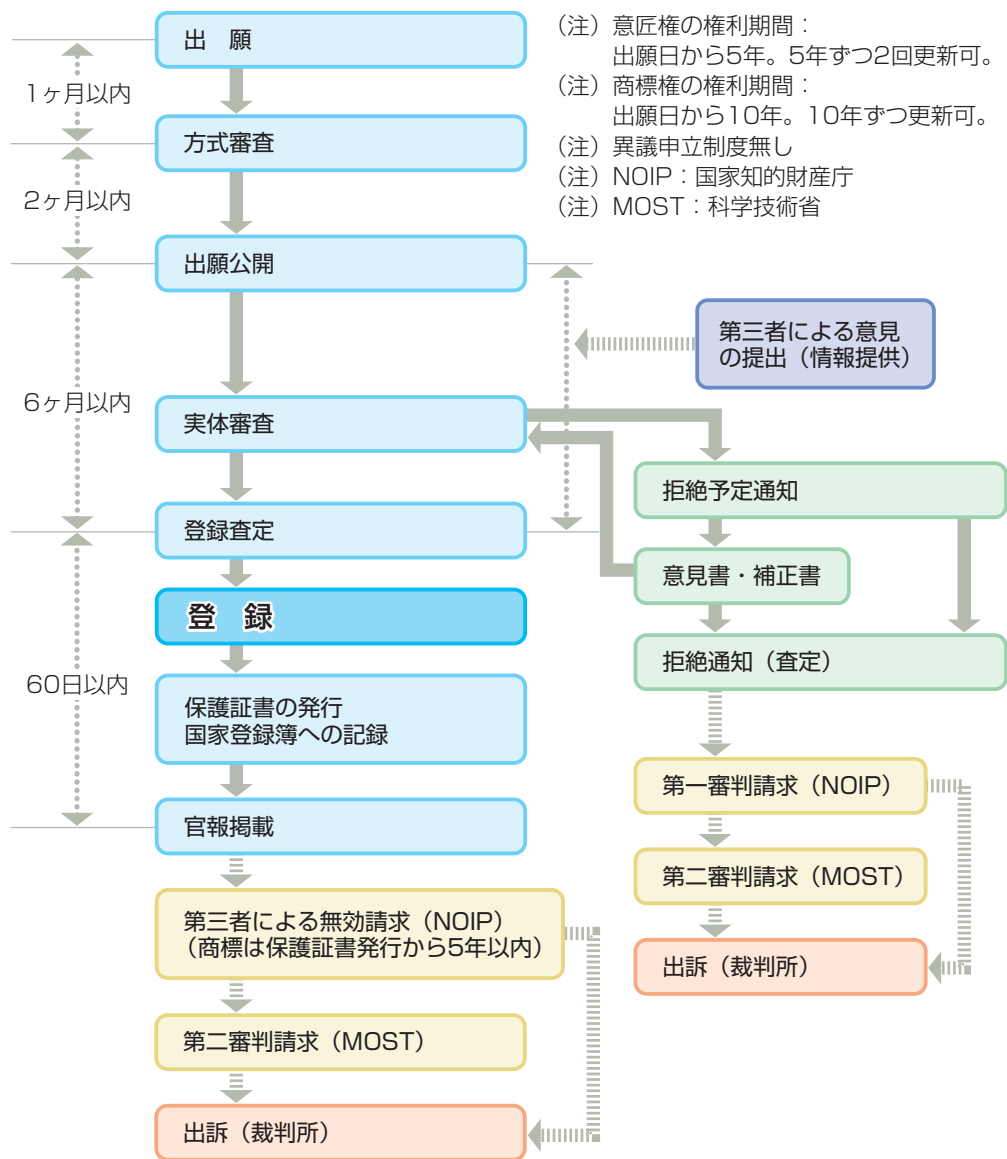 出　願
（注）意匠権の権利期間：
出願日から5年。5年ずつ2回更新可。
（注）商標権の権利期間：
出願日から10年。10年ずつ更新可。
（注）異議申立制度無し
（注）NOIP：国家知的財産庁
（注）MOST：科学技術省
1ヶ月以内
方式審査
2ヶ月以内
出願公開
第三者による意見
の提出（情報提供）
6ヶ月以内
実体審査
拒絶予定通知
登録査定
意見書・補正書
登　録
拒絶通知（査定）
60日以内
保護証書の発行
国家登録簿への記録
第一審判請求（NOIP）
官報掲載
第二審判請求（MOST）
第三者による無効請求（NOIP）
（商標は保護証書発行から5年以内）
出訴（裁判所）
第二審判請求（MOST）
出訴（裁判所）